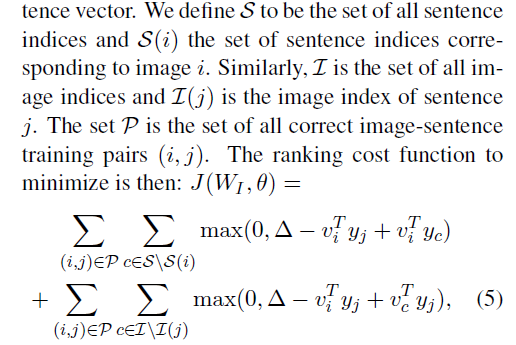 tence vector. We define 𝒮 to be the set of all sentence
indices and 𝒮(i) the set of sentence indices corre-
sponding to image i. Similarly, ℐ is the set of all im-
age indices and ℐ(j) is the image index of sentence
j. The set 𝒫 is the set of all correct image-sentence
training pairs (i, j). The ranking cost function to
minimize is then: J(W_I, θ) =
∑_{(i,j)∈𝒫} ∑_{c∈𝒮\𝒮(i)} max(0, Δ − v_i^T y_j + v_i^T y_c)
+ ∑_{(i,j)∈𝒫} ∑_{c∈ℐ\ℐ(j)} max(0, Δ − v_i^T y_j + v_c^T y_j), (5)